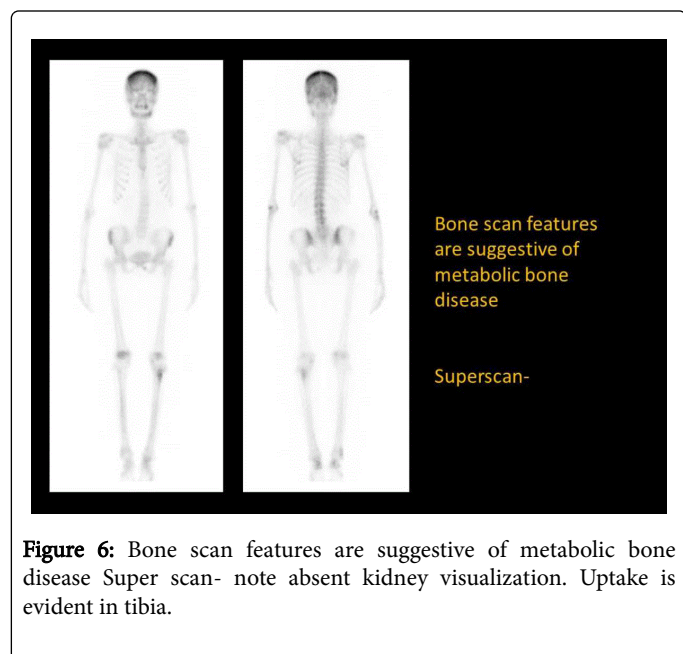 Bone scan features
are suggestive of
metabolic bone
disease
Superscan-
Figure 6: Bone scan features are suggestive of metabolic bone
disease Super scan- note absent kidney visualization. Uptake is
evident in tibia.